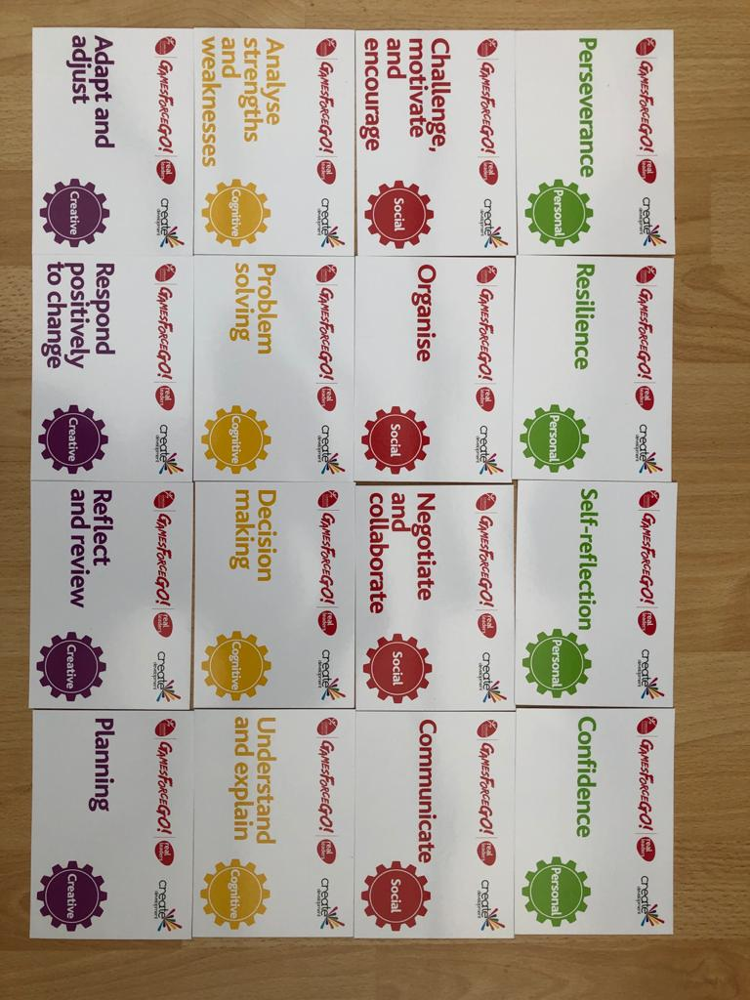 GAMESFORCEGO! real leaders create development
Perseverance
Personal
GAMESFORCEGO! real leaders create development
Resilience
Personal
GAMESFORCEGO! real leaders create development
Self-reflection
Personal
GAMESFORCEGO! real leaders create development
Confidence
Personal
GAMESFORCEGO! real leaders create development
Challenge,
motivate
and
encourage
Social
GAMESFORCEGO! real leaders create development
Organise
Social
GAMESFORCEGO! real leaders create development
Negotiate
and
collaborate
Social
GAMESFORCEGO! real leaders create development
Communicate
Social
GAMESFORCEGO! real leaders create development
Analyse
strengths
and
weaknesses
Cognitive
GAMESFORCEGO! real leaders create development
Problem
solving
Cognitive
GAMESFORCEGO! real leaders create development
Decision
making
Cognitive
GAMESFORCEGO! real leaders create development
Understand
and explain
Cognitive
GAMESFORCEGO! real leaders create development
Adapt and
adjust
Creative
GAMESFORCEGO! real leaders create development
Respond
positively
to change
Creative
GAMESFORCEGO! real leaders create development
Reflect
and review
Creative
GAMESFORCEGO! real leaders create development
Planning
Creative